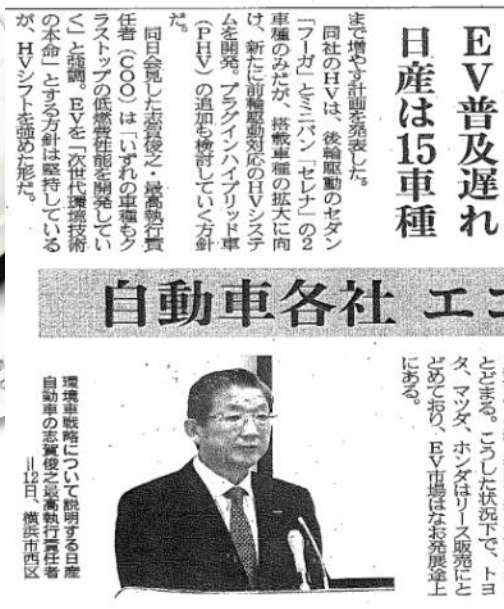 EV普及遅れ
日産は15車種
まで増やす計画を発表した。
同社のHVは、後輪駆動のセダン
「フーガ」とミニバン「セレナ」の2
車種のみだが、搭載車種の拡大に向
け、新たに前輪駆動対応のHVシステ
ムを開発。プラグインハイブリッド車
(PHV)の追加も検討していく方針
だ。
同日会見した志賀俊之・最高執行責
任者(COO)は「いずれの車種もク
ラストップの低燃費性能を開発してい
く」と強調。EVを「次世代環境技術
の本命」とする方針は堅持している
が、HVシフトを強めた形だ。
自動車各社 エ
とどまる。こうした状況下で、トヨ
タ、マツダ、ホンダはリース販売にと
どめており、EV市場はなお発展途上
にある。
環境車戦略について説明する日産
自動車の志賀俊之最高執行責任者
=12日、横浜市西区